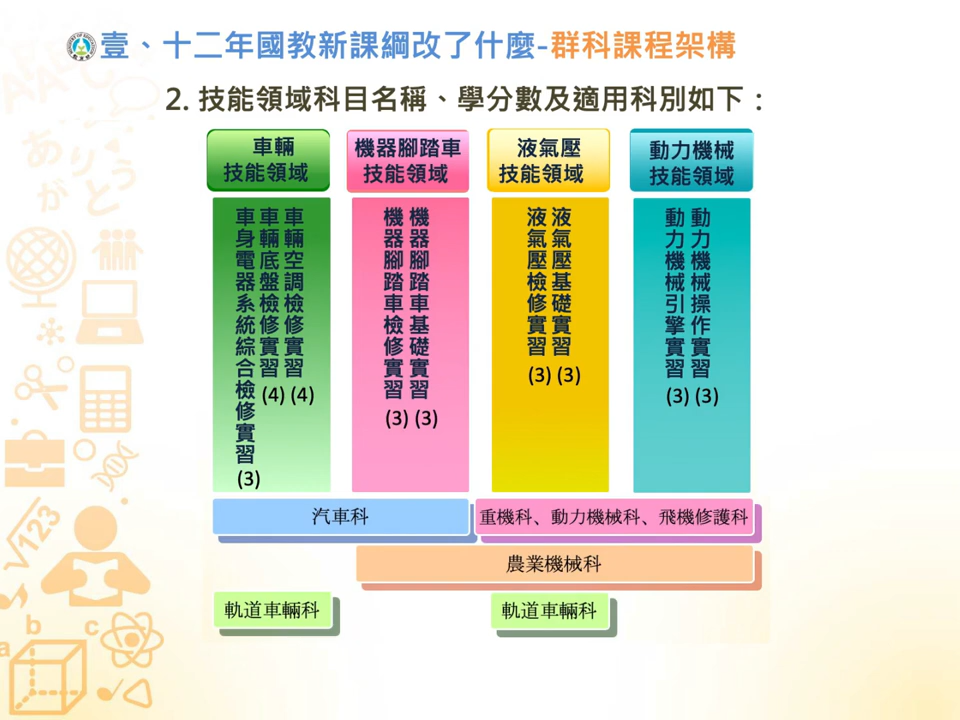 壹、十二年國教新課綱改了什麼-群科課程架構
2. 技能領域科目名稱、學分數及適用科別如下：
車輛
技能領域
機器腳踏車
技能領域
液氣壓
技能領域
動力機械
技能領域
車輛空調檢修實習
(4)
車輛底盤檢修實習
(4)
車身電器系統綜合檢修實習
(3)
機器腳踏車基礎實習
(3)
機器腳踏車檢修實習
(3)
液氣壓基礎實習
(3)
液氣壓檢修實習
(3)
動力機械操作實習
(3)
動力機械引擎實習
(3)
汽車科
重機科、動力機械科、飛機修護科
農業機械科
軌道車輛科
軌道車輛科